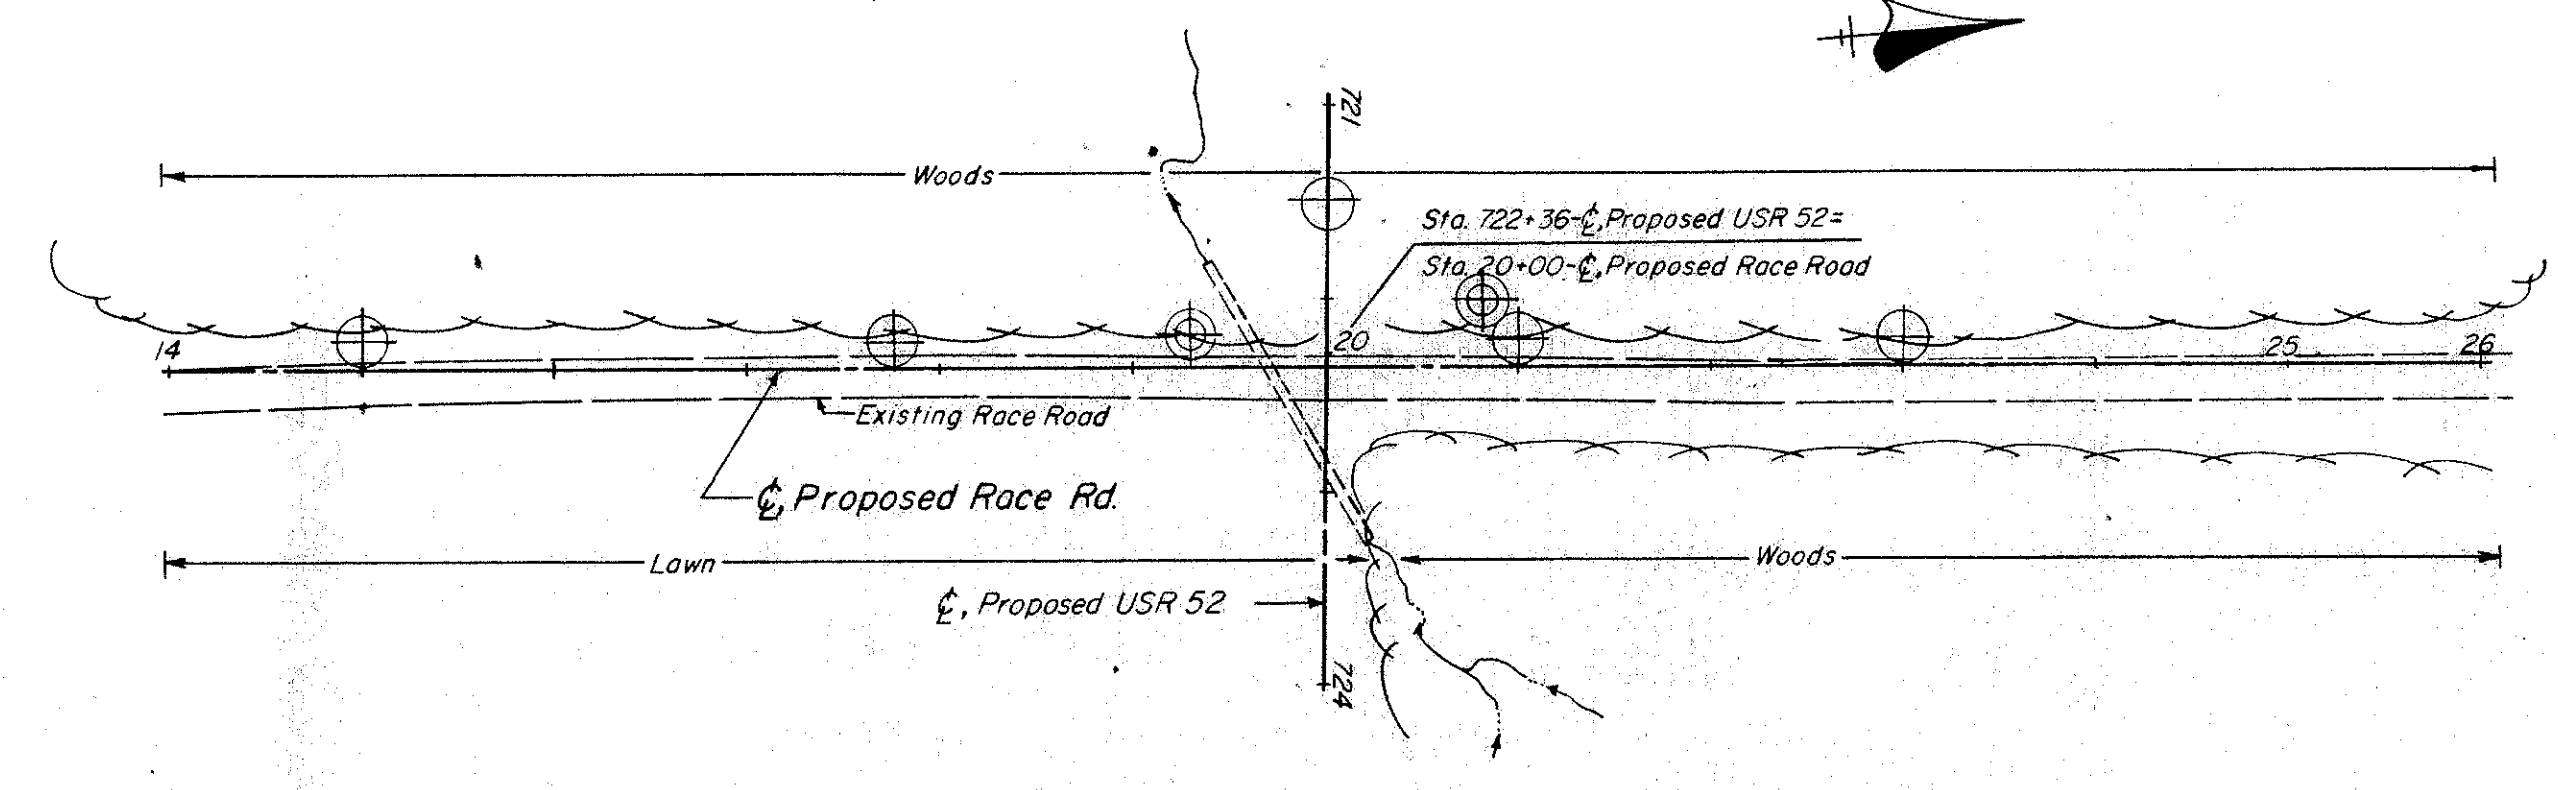 721
Woods
Sta. 722+36-℄, Proposed USR 52=
Sta. 20+00-℄, Proposed Race Road
14
20
25
26
Existing Race Road
℄, Proposed Race Rd.
Lawn
Woods
℄, Proposed USR 52
724